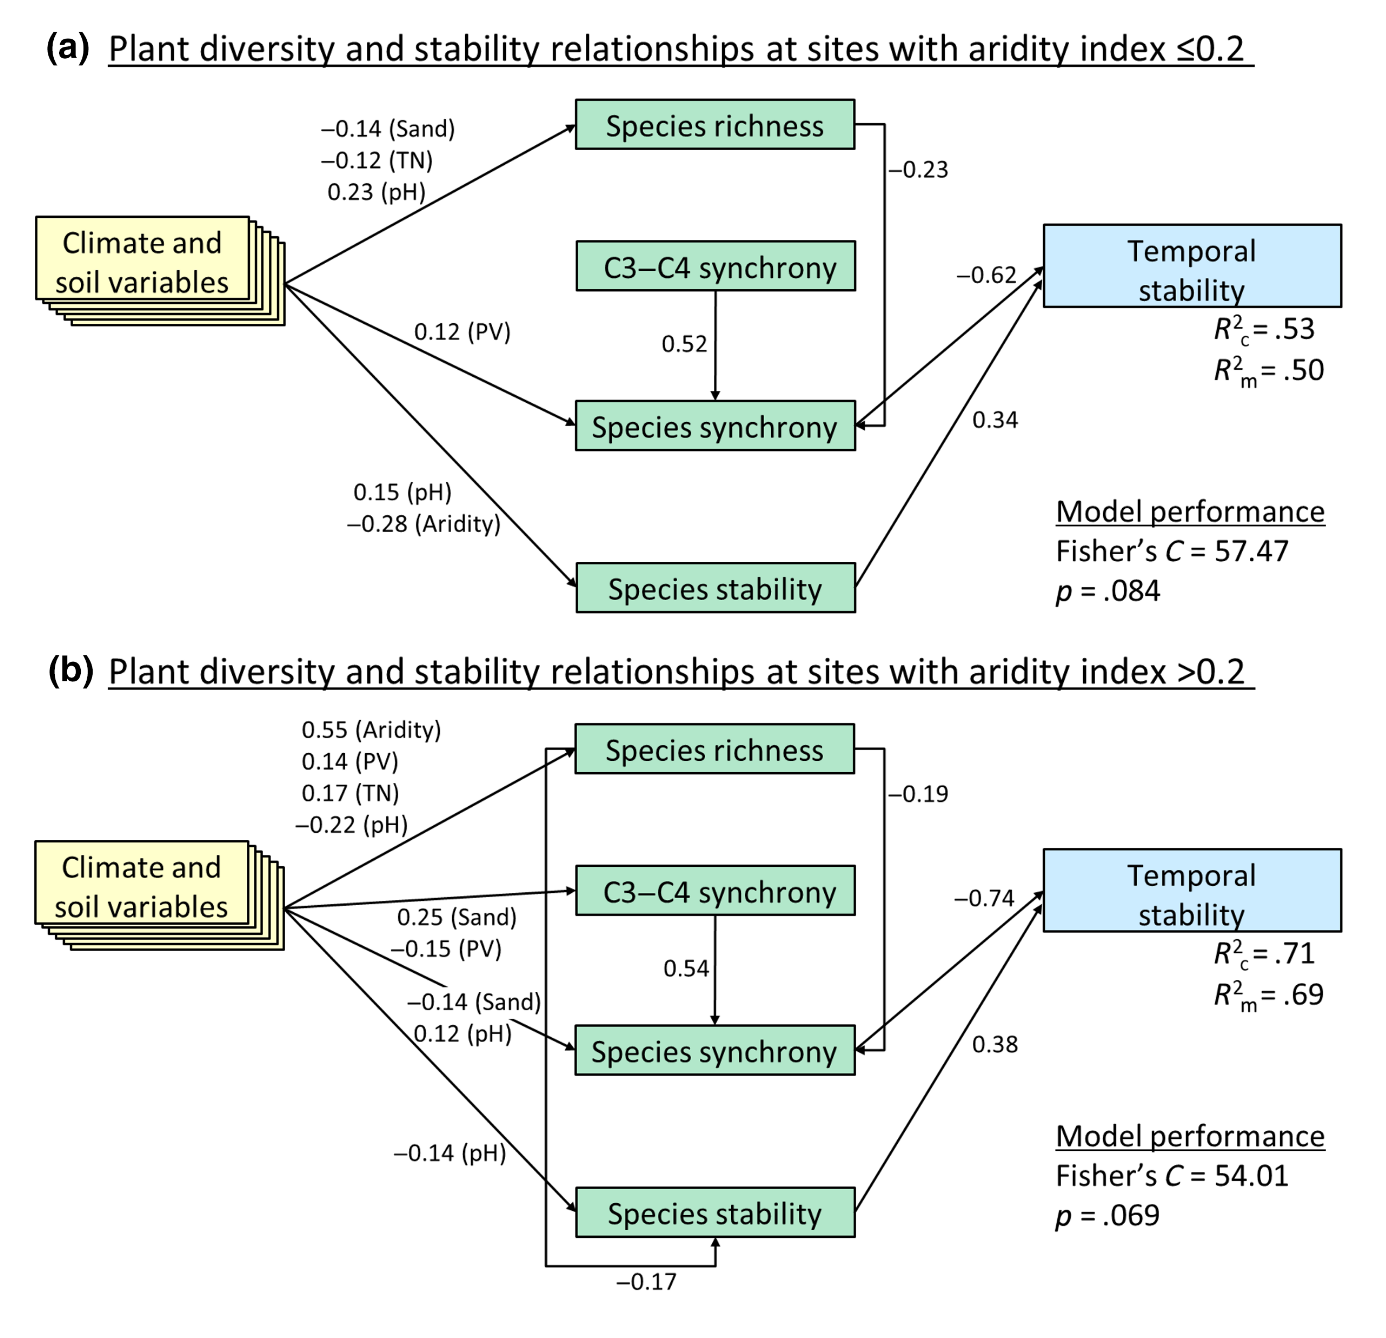 (a) Plant diversity and stability relationships at sites with aridity index ≤0.2
–0.14 (Sand)
–0.12 (TN)
0.23 (pH)
Species richness
–0.23
Climate and
soil variables
C3–C4 synchrony
Temporal
stability
–0.62
0.12 (PV)
0.52
R²c = .53
R²m = .50
Species synchrony
0.34
0.15 (pH)
–0.28 (Aridity)
Species stability
Model performance
Fisher’s C = 57.47
p = .084
(b) Plant diversity and stability relationships at sites with aridity index >0.2
0.55 (Aridity)
0.14 (PV)
0.17 (TN)
–0.22 (pH)
Species richness
–0.19
Climate and
soil variables
C3–C4 synchrony
Temporal
stability
–0.74
0.25 (Sand)
–0.15 (PV)
0.54
R²c = .71
R²m = .69
–0.14 (Sand)
0.12 (pH)
Species synchrony
0.38
–0.14 (pH)
Species stability
–0.17
Model performance
Fisher’s C = 54.01
p = .069